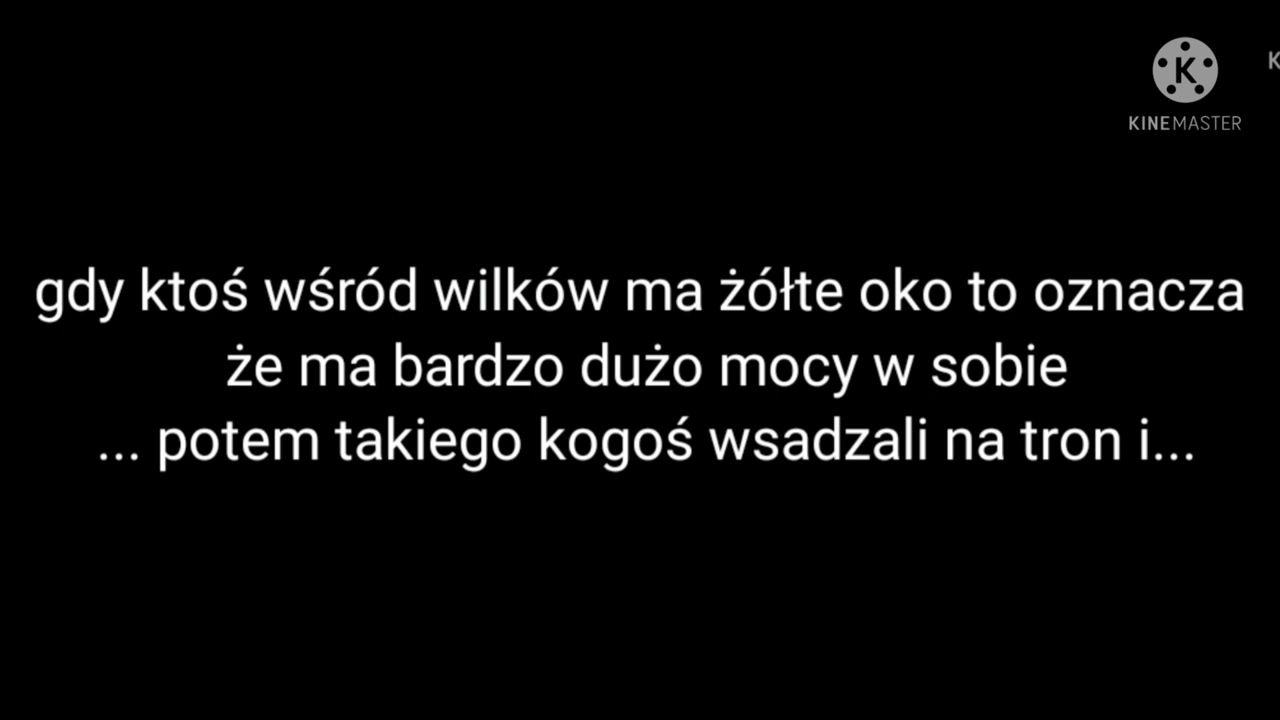 K
KINEMASTER
K
gdy ktoś wśród wilków ma żółte oko to oznacza
że ma bardzo dużo mocy w sobie
... potem takiego kogoś wsadzali na tron i...